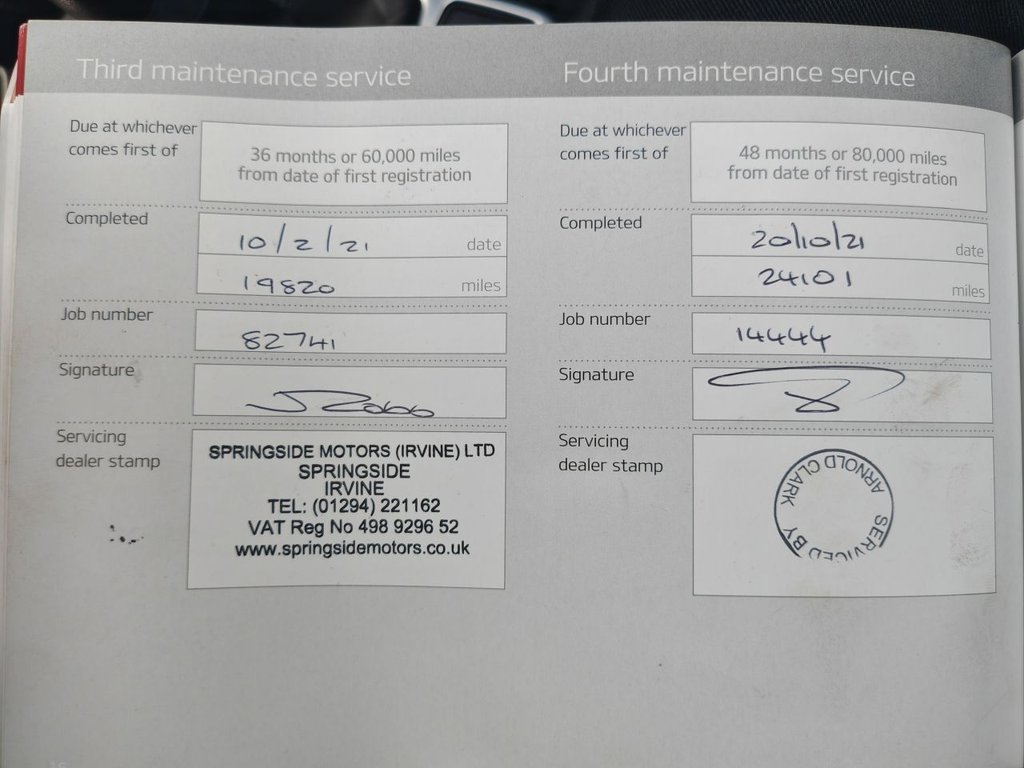 Third maintenance service
Due at whichever
comes first of
36 months or 60,000 miles
from date of first registration
Completed
10/2/21 date
19820 miles
Job number
82741
Signature
Servicing
dealer stamp
SPRINGSIDE MOTORS (IRVINE) LTD
SPRINGSIDE
IRVINE
TEL: (01294) 221162
VAT Reg No 498 9296 52
www.springsidemotors.co.uk
Fourth maintenance service
Due at whichever
comes first of
48 months or 80,000 miles
from date of first registration
Completed
20/10/21 date
24101 miles
Job number
14444
Signature
Servicing
dealer stamp
SERVICED BY
ARNOLD CLARK